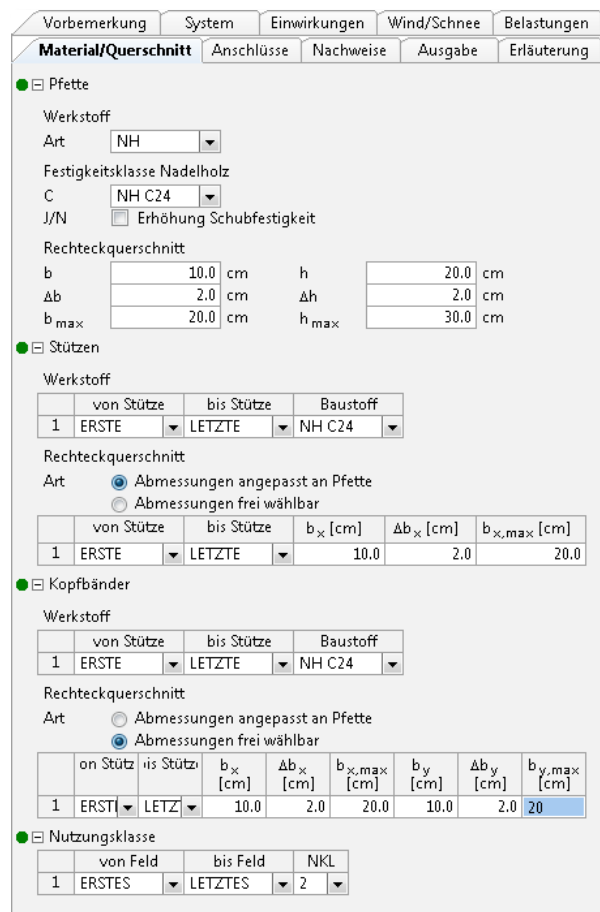 Vorbemerkung System Einwirkungen Wind/Schnee Belastungen
Material/Querschnitt Anschlüsse Nachweise Ausgabe Erläuterung
Pfette
Werkstoff
Art NH
Festigkeitsklasse Nadelholz
C NH C24
J/N Erhöhung Schubfestigkeit
Rechteckquerschnitt
b 10.0 cm h 20.0 cm
Δb 2.0 cm Δh 2.0 cm
b max 20.0 cm h max 30.0 cm
Stützen
Werkstoff
von Stütze bis Stütze Baustoff
1 ERSTE LETZTE NH C24
Rechteckquerschnitt
Art Abmessungen angepasst an Pfette
Abmessungen frei wählbar
von Stütze bis Stütze bx [cm] Δbx [cm] bx,max [cm]
1 ERSTE LETZTE 10.0 2.0 20.0
Kopfbänder
Werkstoff
von Stütze bis Stütze Baustoff
1 ERSTE LETZTE NH C24
Rechteckquerschnitt
Art Abmessungen angepasst an Pfette
Abmessungen frei wählbar
on Stütz is Stütz bx [cm] Δbx [cm] bx,max [cm] by [cm] Δby [cm] by,max [cm]
1 ERST LETZ 10.0 2.0 20.0 10.0 2.0 20
Nutzungsklasse
von Feld bis Feld NKL
1 ERSTES LETZTES 2